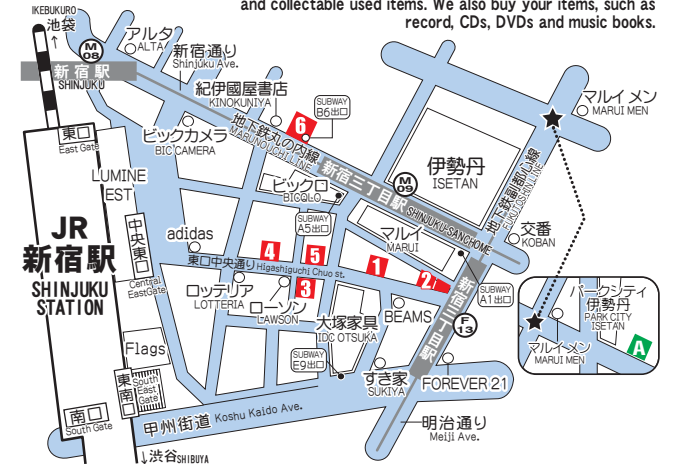 and collectable used items. We also buy your items, such as
record, CDs, DVDs and music books.
IKEBUKURO
池袋
↑
M
08
アルタ
ALTA
新宿通り
Shinjuku Ave.
新宿駅
SHINJUKU
紀伊國屋書店
KINOKUNIYA
6
SUBWAY
B6出口
マルイ メン
MARUI MEN
東口
East Gate
ビックカメラ
BIC CAMERA
地下鉄丸の内線
MARUNOUCHI LINE
新宿三丁目駅
SHINJUKU-SANCHOME
M
09
伊勢丹
ISETAN
地下鉄副都心線
FUKUTOSHIN LINE
LUMINE
EST
ビックロ
BICQLO
SUBWAY
A5出口
マルイ
MARUI
交番
KOBAN
JR
新宿駅
SHINJUKU
STATION
中央東口
Central
EastGate
adidas
4
5
東口中央通り Higashiguchi Chuo st.
1
2
ロッテリア
LOTTERIA
3
ローソン
LAWSON
大塚家具
IDC OTSUKA
BEAMS
新宿三丁目駅
F
13
SUBWAY
A1出口
パークシティ
伊勢丹
PARK CITY
ISETAN
マルイ メン
MARUI MEN
A
Flags
SUBWAY
E9出口
すき家
SUKIYA
FOREVER 21
東南口
South
East
Gate
南口
South Gate
甲州街道 Koshu Kaido Ave.
明治通り
Meiji Ave.
↓渋谷 SHIBUYA